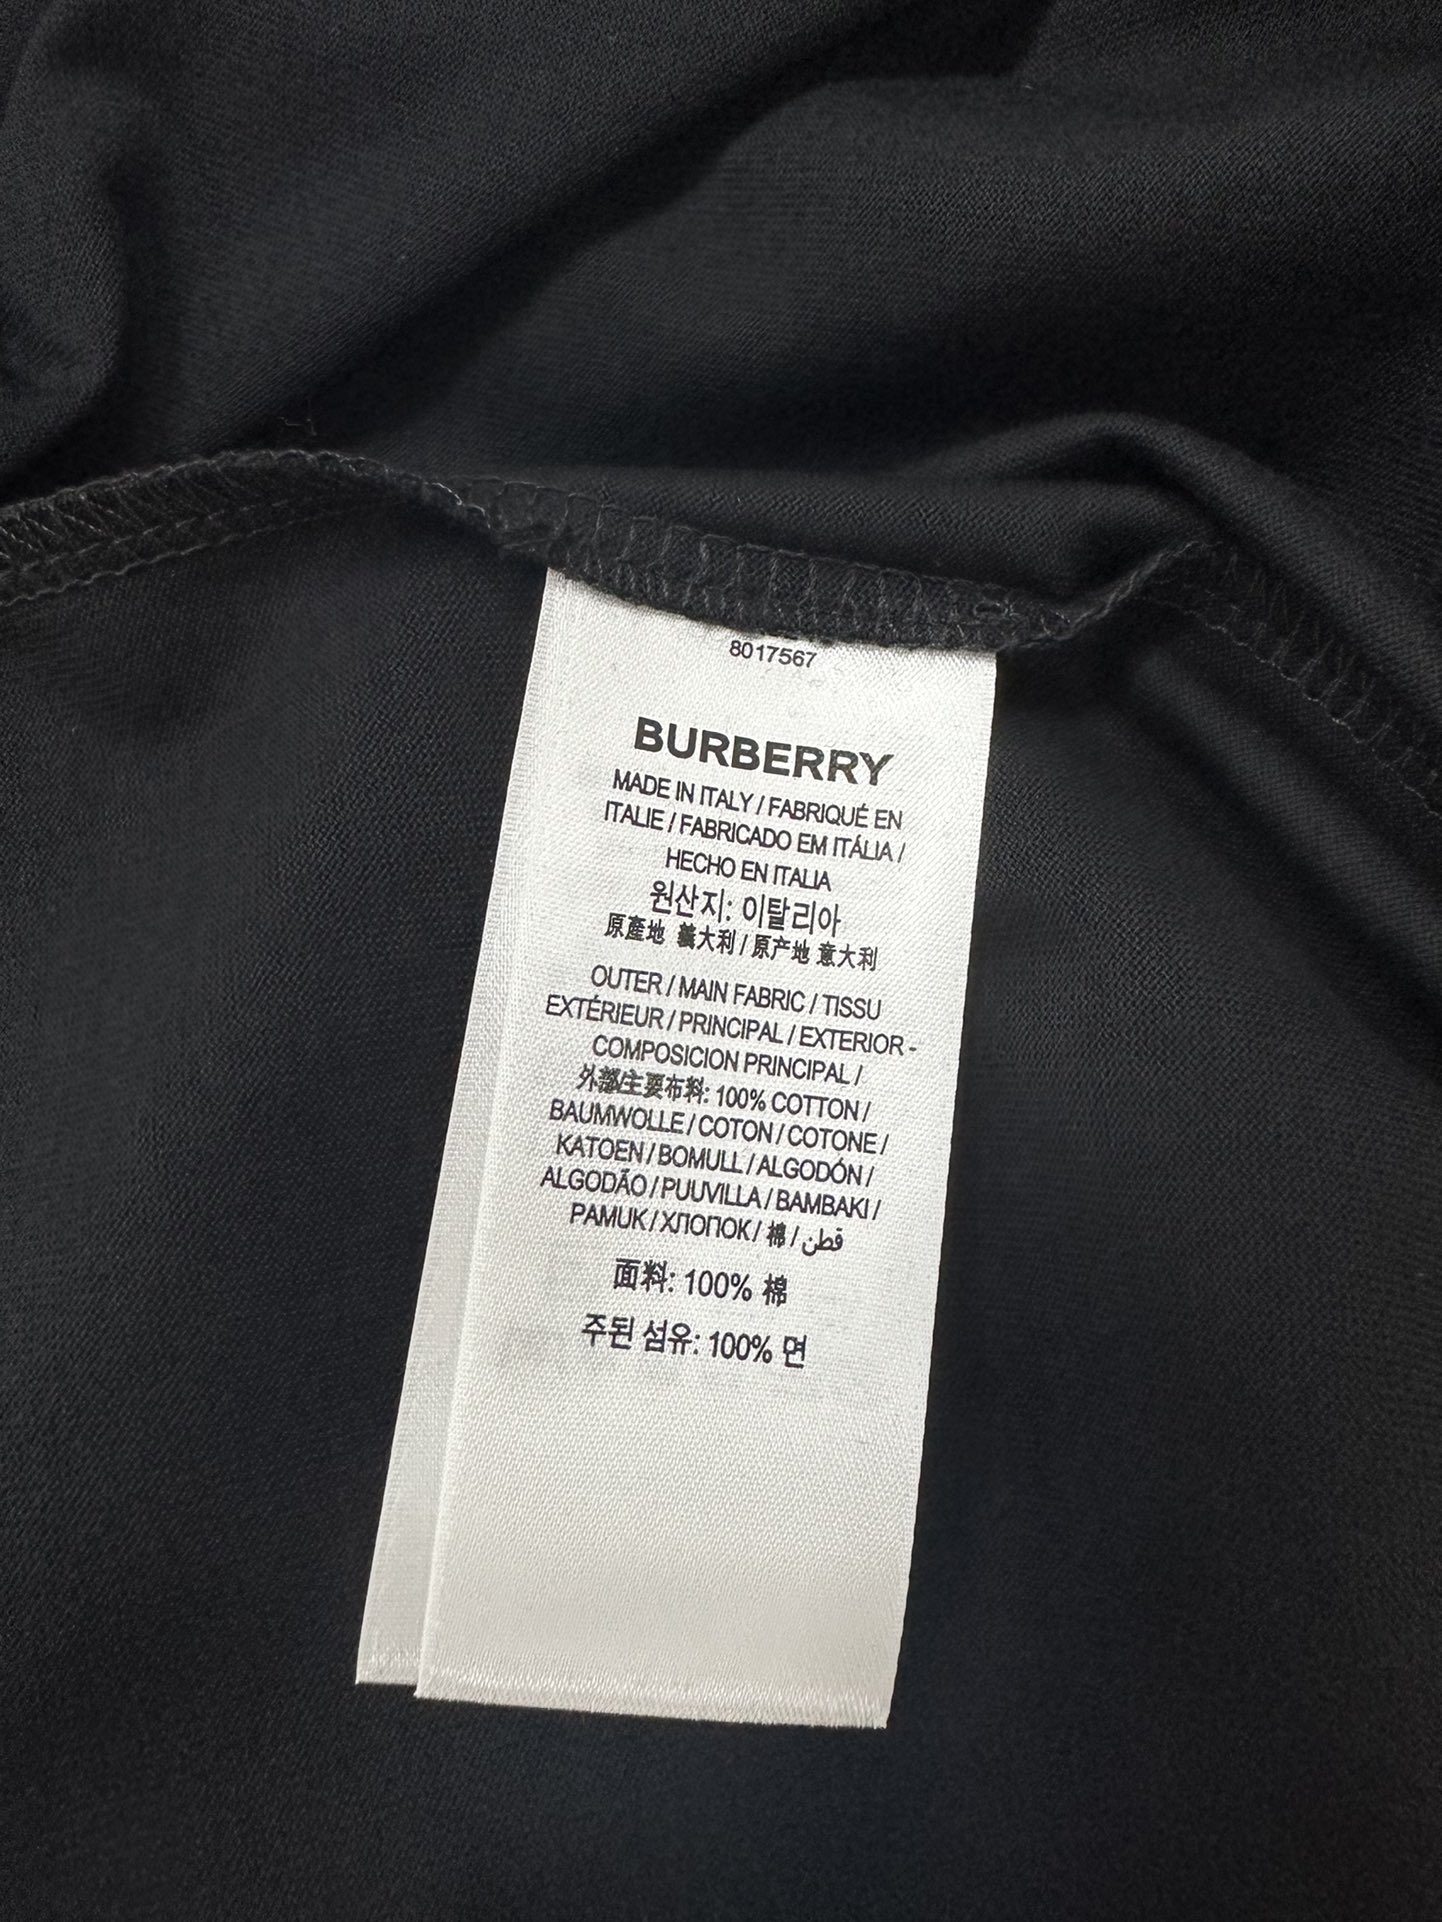 8017567
BURBERRY
MADE IN ITALY / FABRIQUÉ EN
ITALIE / FABRICADO EM ITÁLIA /
HECHO EN ITALIA
원산지: 이탈리아
原產地 義大利 / 原产地 意大利
OUTER / MAIN FABRIC / TISSU
EXTÉRIEUR / PRINCIPAL / EXTERIOR -
COMPOSICION PRINCIPAL /
外部/主要布料: 100% COTTON /
BAUMWOLLE / COTON / COTONE /
KATOEN / BOMULL / ALGODÓN /
ALGODÃO / PUUVILLA / BAMBAKI /
PAMUK / ХЛОПОК / 棉 / قطن
面料: 100% 棉
주된 섬유: 100% 면